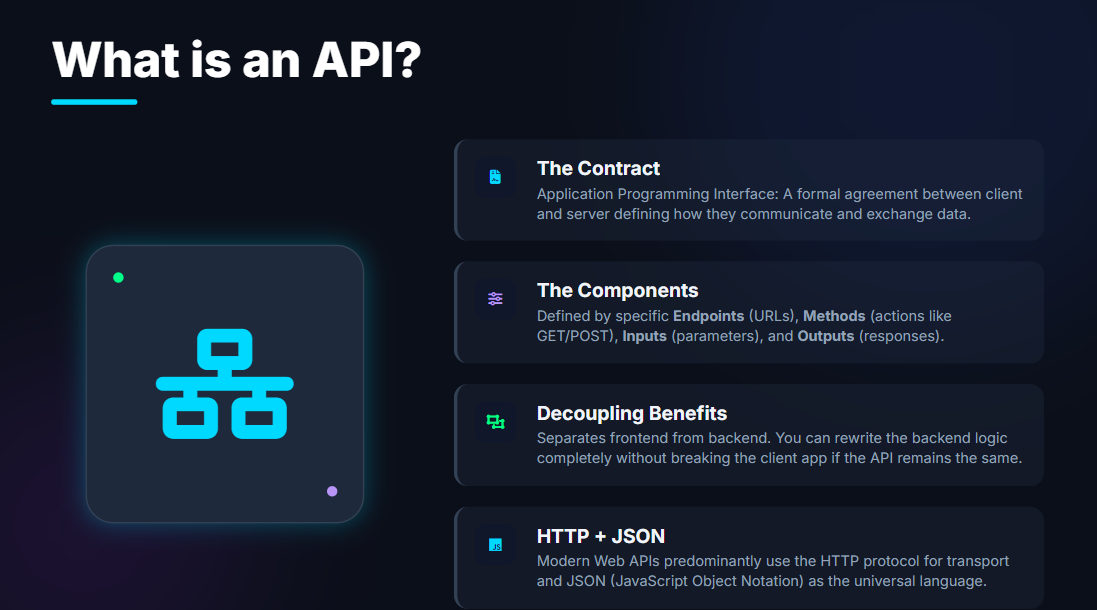 What is an API?
The Contract
Application Programming Interface: A formal agreement between client
and server defining how they communicate and exchange data.
The Components
Defined by specific Endpoints (URLs), Methods (actions like
GET/POST), Inputs (parameters), and Outputs (responses).
Decoupling Benefits
Separates frontend from backend. You can rewrite the backend logic
completely without breaking the client app if the API remains the same.
JS
HTTP + JSON
Modern Web APIs predominantly use the HTTP protocol for transport
and JSON (JavaScript Object Notation) as the universal language.